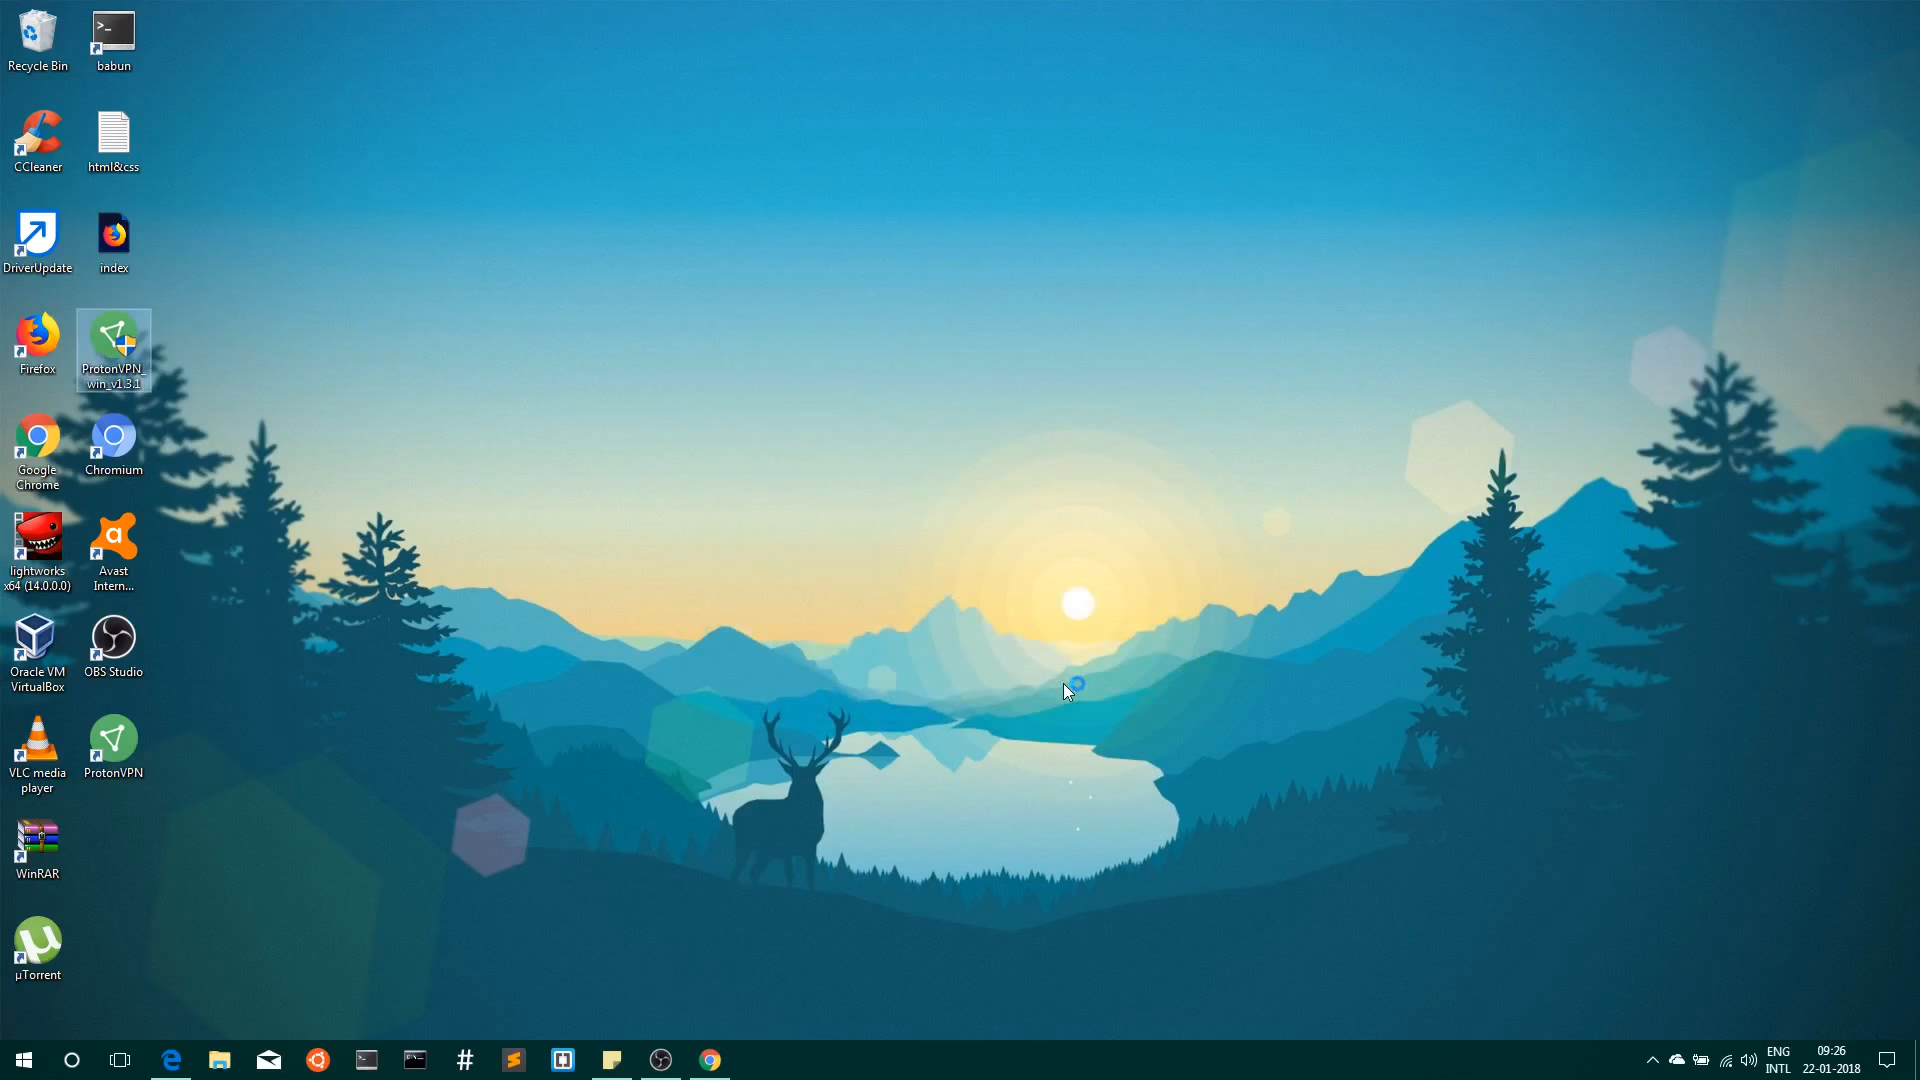 Recycle Bin
babun
CCleaner
html&css
DriverUpdate
index
Firefox
ProtonVPN_
win_v1.3.1
Google
Chrome
Chromium
lightworks
x64 (14.0.0.0)
Avast
Intern...
Oracle VM
VirtualBox
OBS Studio
VLC media
player
ProtonVPN
WinRAR
µTorrent
ENG
INTL
09:26
22-01-2018